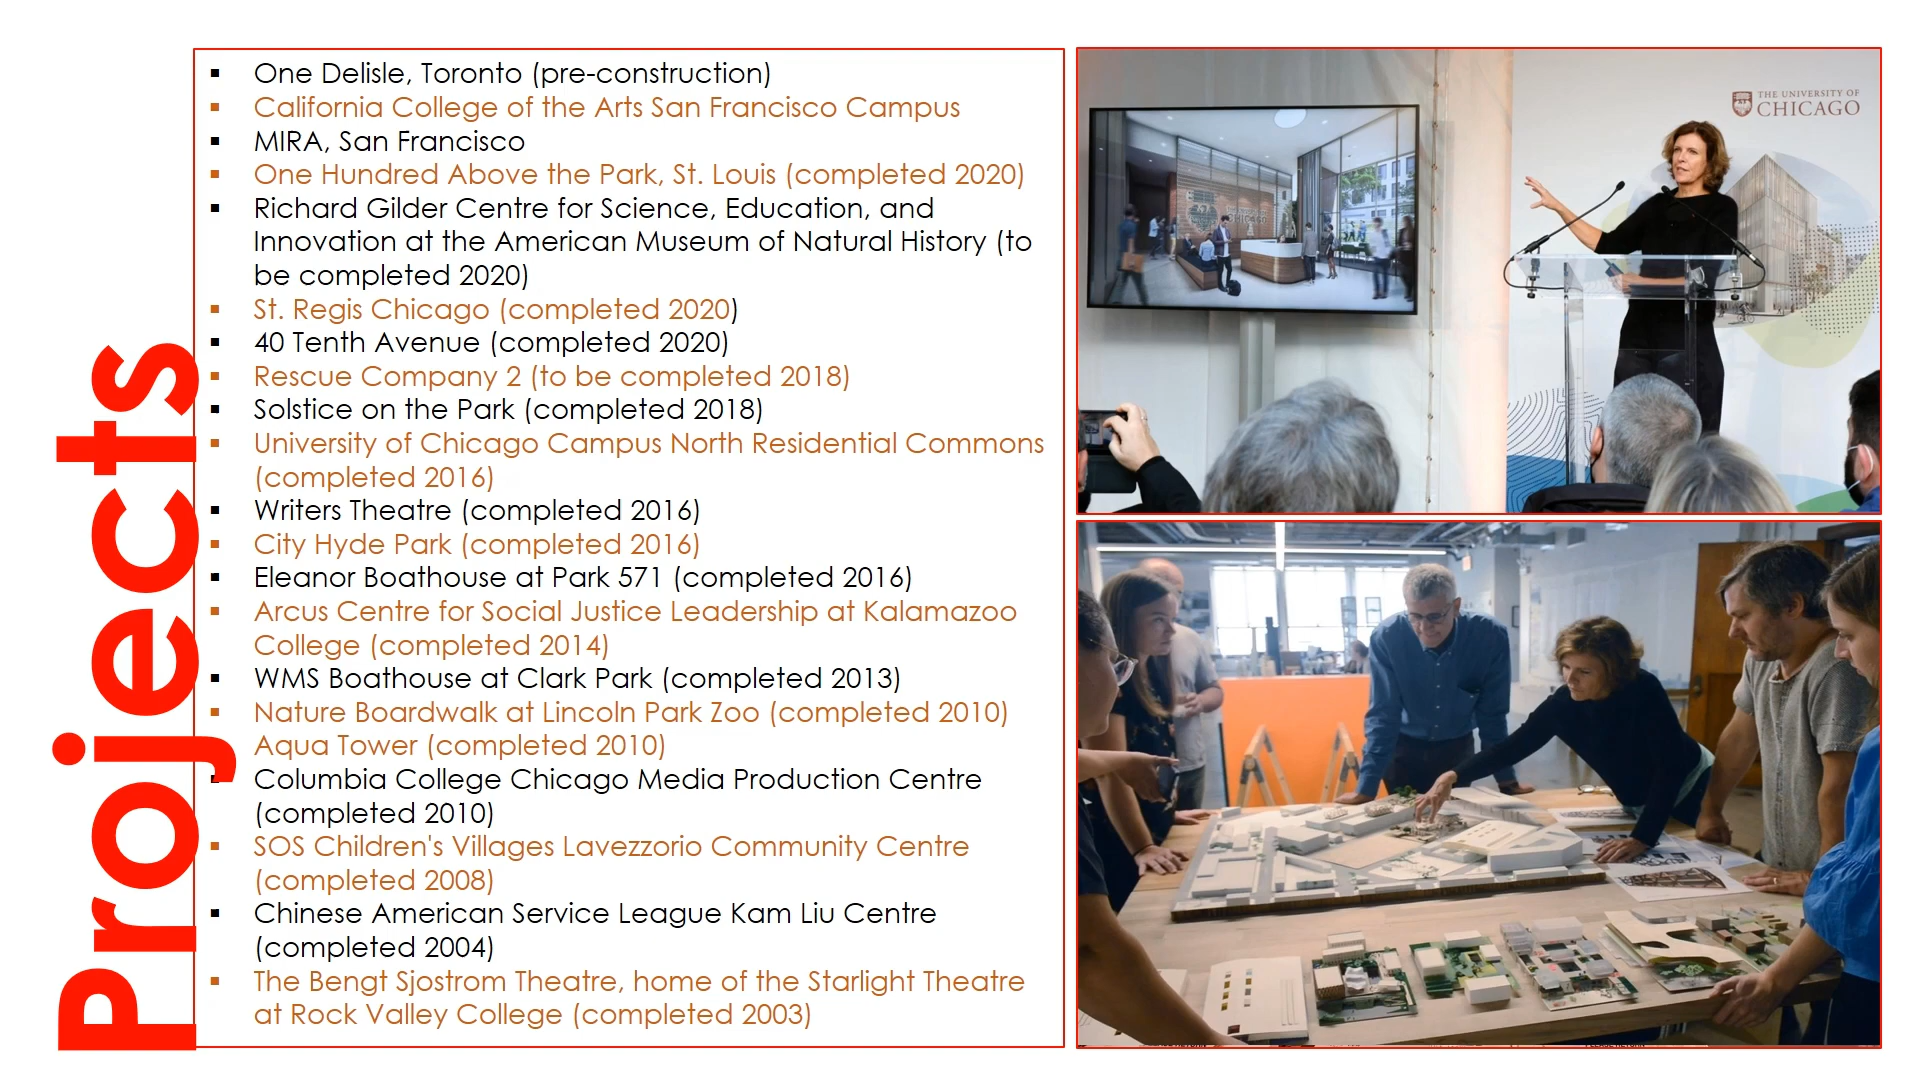 Projects
▪ One Delisle, Toronto (pre-construction)
▪ California College of the Arts San Francisco Campus
▪ MIRA, San Francisco
▪ One Hundred Above the Park, St. Louis (completed 2020)
▪ Richard Gilder Centre for Science, Education, and
Innovation at the American Museum of Natural History (to
be completed 2020)
▪ St. Regis Chicago (completed 2020)
▪ 40 Tenth Avenue (completed 2020)
▪ Rescue Company 2 (to be completed 2018)
▪ Solstice on the Park (completed 2018)
▪ University of Chicago Campus North Residential Commons
(completed 2016)
▪ Writers Theatre (completed 2016)
▪ City Hyde Park (completed 2016)
▪ Eleanor Boathouse at Park 571 (completed 2016)
▪ Arcus Centre for Social Justice Leadership at Kalamazoo
College (completed 2014)
▪ WMS Boathouse at Clark Park (completed 2013)
▪ Nature Boardwalk at Lincoln Park Zoo (completed 2010)
Aqua Tower (completed 2010)
▪ Columbia College Chicago Media Production Centre
(completed 2010)
▪ SOS Children's Villages Lavezzorio Community Centre
(completed 2008)
▪ Chinese American Service League Kam Liu Centre
(completed 2004)
▪ The Bengt Sjostrom Theatre, home of the Starlight Theatre
at Rock Valley College (completed 2003)
THE UNIVERSITY OF
CHICAGO